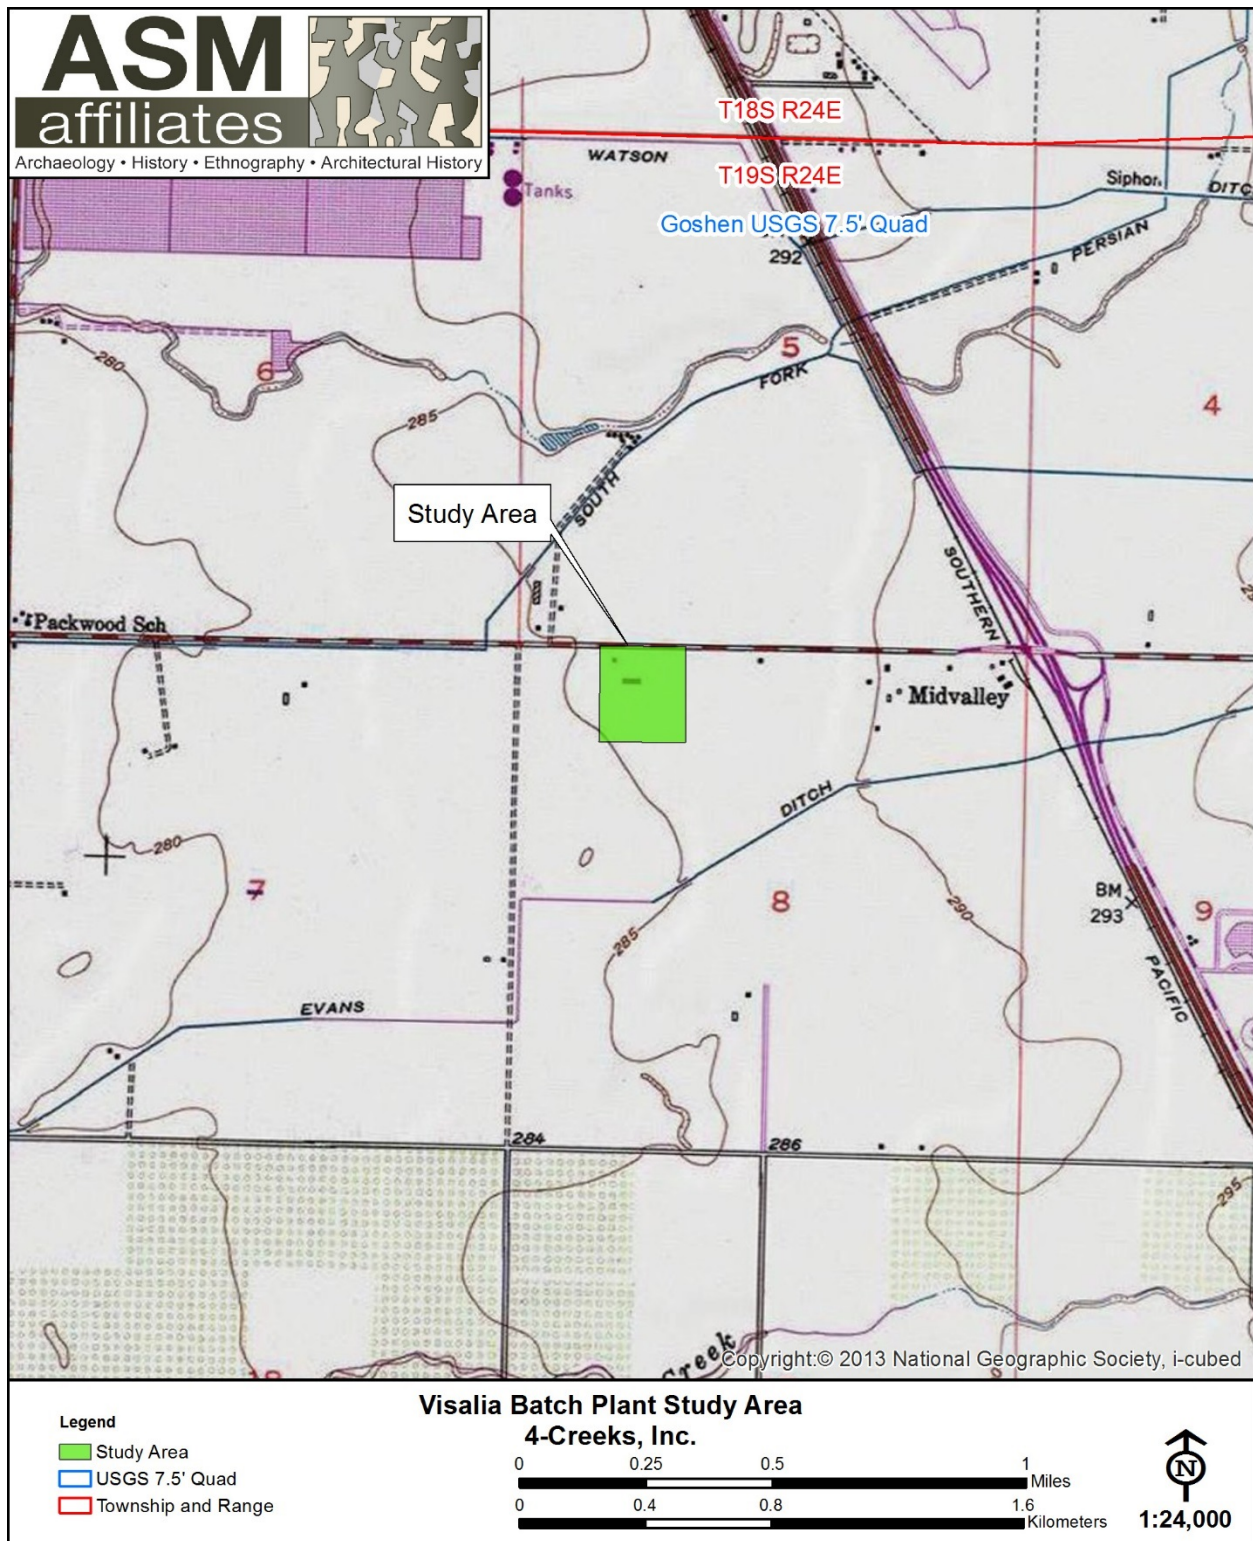 ASM
affiliates
Archaeology • History • Ethnography • Architectural History
T18S R24E
WATSON
T19S R24E
Tanks
Siphon
DITC
Goshen USGS 7.5' Quad
292
PERSIAN
5
6
280
FORK
4
285
Study Area
SOUTH
SOUTHERN
Packwood Sch
Midvalley
DITCH
280
7
8
290
BM
293
9
285
EVANS
PACIFIC
284
286
295
Creek
Copyright:© 2013 National Geographic Society, i-cubed
Visalia Batch Plant Study Area
4-Creeks, Inc.
Legend
Study Area
USGS 7.5' Quad
Township and Range
0 0.25 0.5 1
Miles
0 0.4 0.8 1.6
Kilometers
N
1:24,000